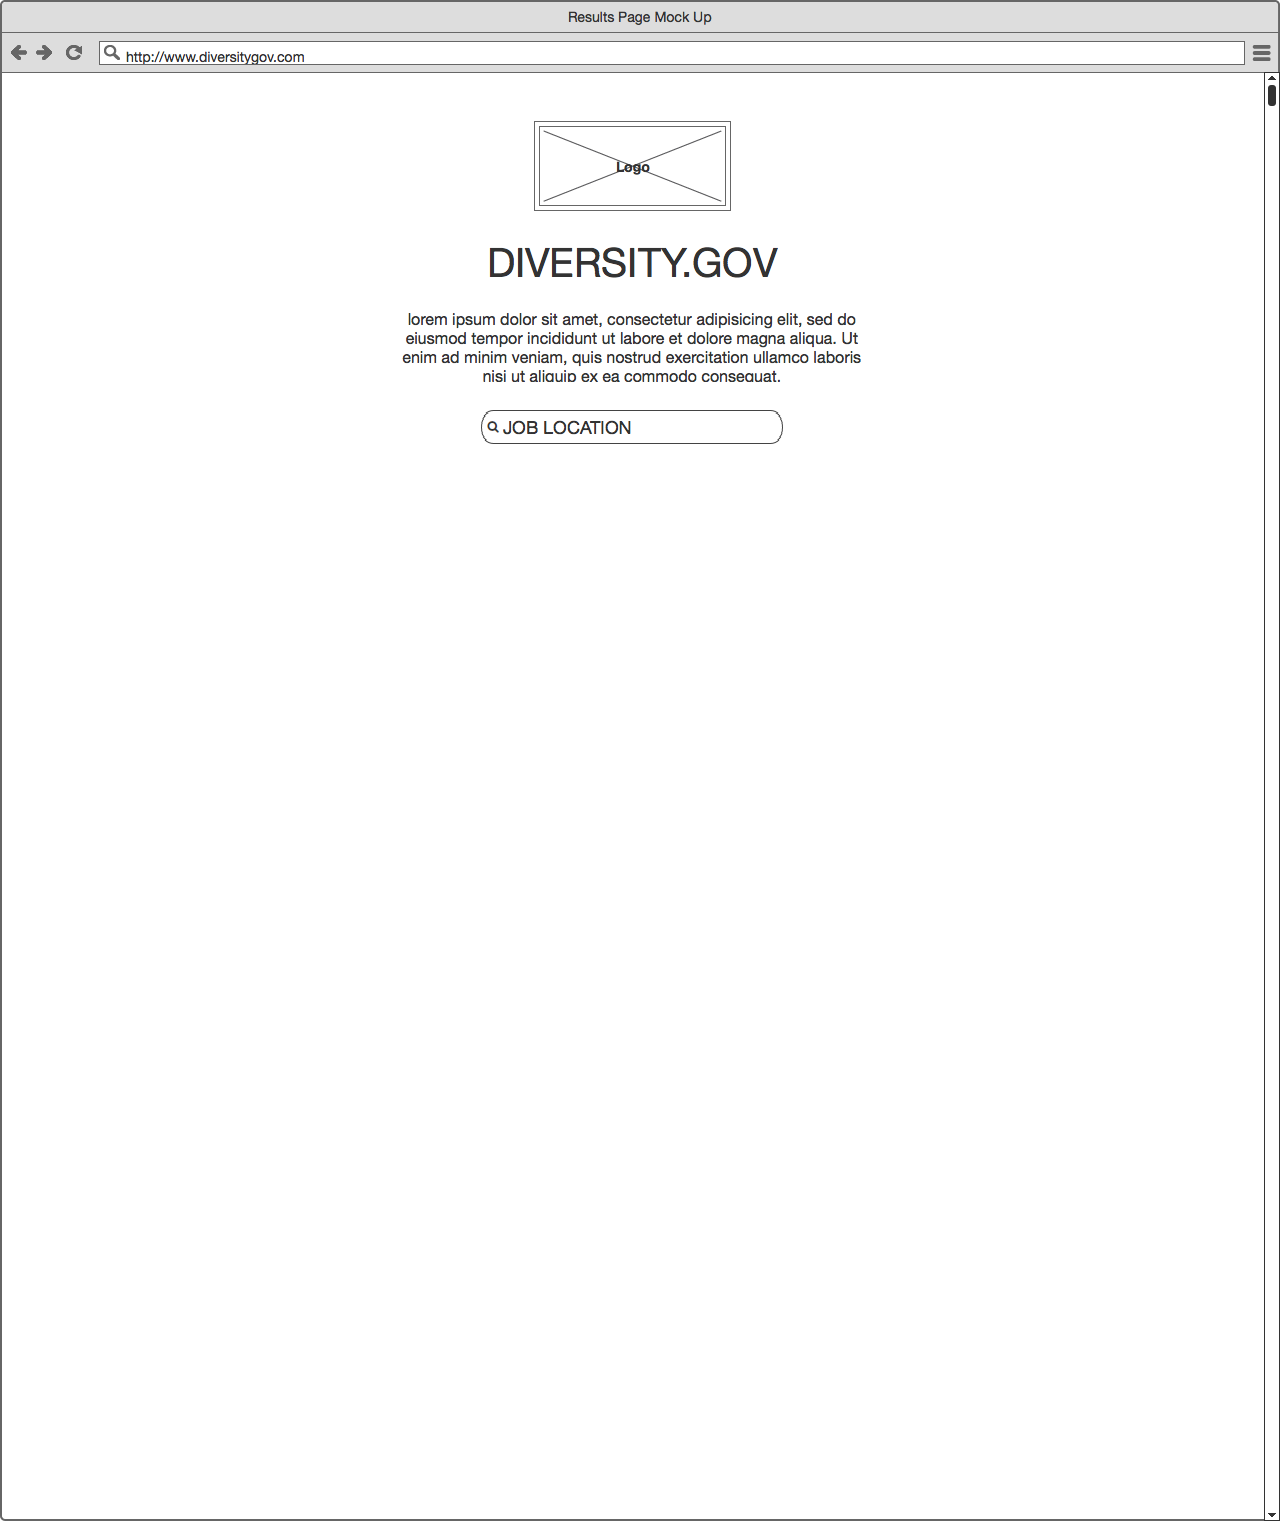 Results Page Mock Up
http://www.diversitygov.com
Logo
DIVERSITY.GOV
lorem ipsum dolor sit amet, consectetur adipisicing elit, sed do
eiusmod tempor incididunt ut labore et dolore magna aliqua. Ut
enim ad minim veniam, quis nostrud exercitation ullamco laboris
nisi ut aliquip ex ea commodo consequat.
JOB LOCATION